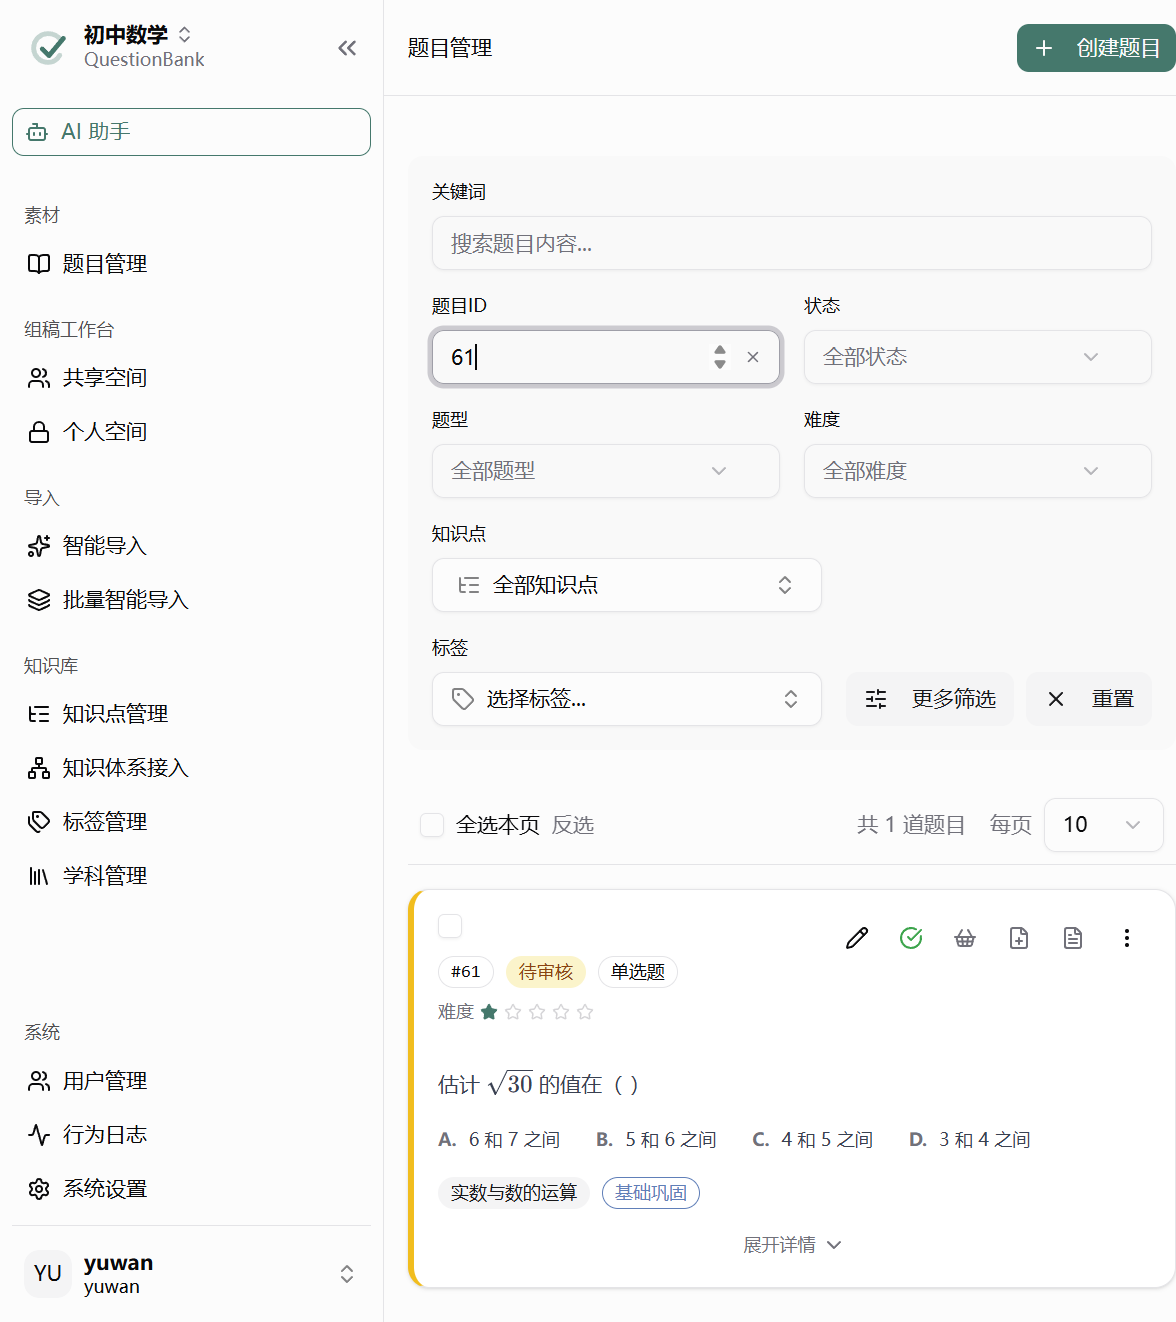 初中数学
QuestionBank
AI 助手
素材
题目管理
组稿工作台
共享空间
个人空间
导入
智能导入
批量智能导入
知识库
知识点管理
知识体系接入
标签管理
学科管理
系统
用户管理
行为日志
系统设置
YU
yuwan
yuwan
题目管理
创建题目
关键词
搜索题目内容...
题目ID 状态
61 全部状态
题型 难度
全部题型 全部难度
知识点
全部知识点
标签
选择标签... 更多筛选 重置
全选本页 反选 共 1 道题目 每页 10
#61 待审核 单选题
难度
估计 √30 的值在（ ）
A. 6 和 7 之间 B. 5 和 6 之间 C. 4 和 5 之间 D. 3 和 4 之间
实数与数的运算 基础巩固
展开详情